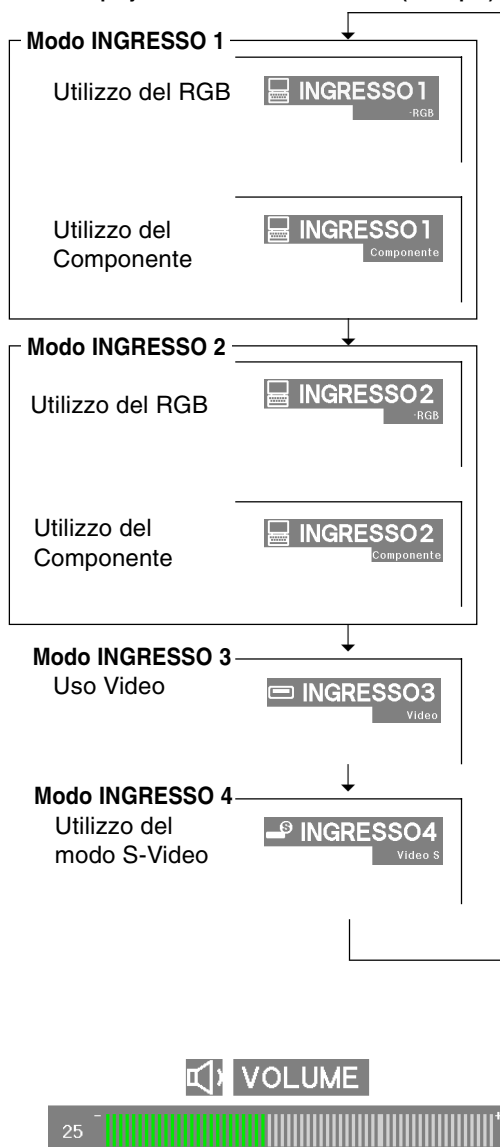 Modo INGRESSO 1
Utilizzo del RGB
INGRESSO1
-RGB
Utilizzo del
Componente
INGRESSO1
Componente
Modo INGRESSO 2
Utilizzo del RGB
INGRESSO2
-RGB
Utilizzo del
Componente
INGRESSO2
Componente
Modo INGRESSO 3
Uso Video
INGRESSO3
Video
Modo INGRESSO 4
Utilizzo del
modo S-Video
S INGRESSO4
Video S
VOLUME
25 - +